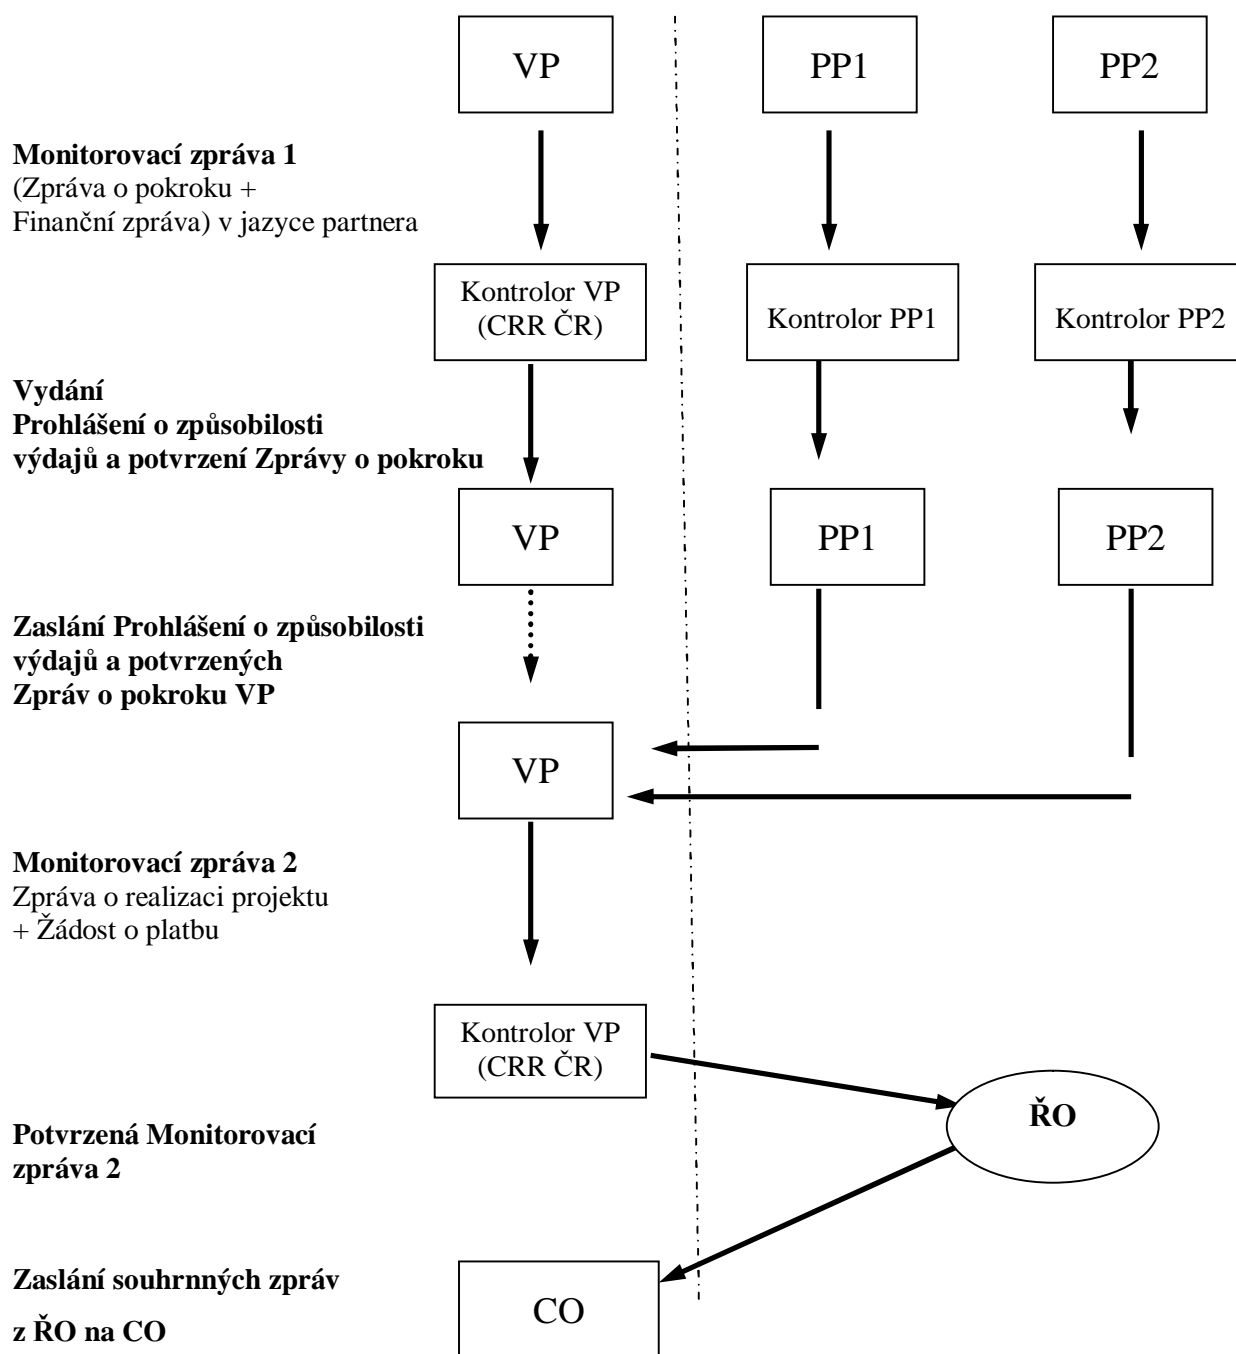 VP
PP1
PP2
Monitorovací zpráva 1
(Zpráva o pokroku +
Finanční zpráva) v jazyce partnera
Kontrolor VP
(CRR ČR)
Kontrolor PP1
Kontrolor PP2
Vydání
Prohlášení o způsobilosti
výdajů a potvrzení Zprávy o pokroku
VP
PP1
PP2
Zaslání Prohlášení o způsobilosti
výdajů a potvrzených
Zpráv o pokroku VP
VP
Monitorovací zpráva 2
Zpráva o realizaci projektu
+ Žádost o platbu
Kontrolor VP
(CRR ČR)
ŘO
Potvrzená Monitorovací
zpráva 2
Zaslání souhrnných zpráv
z ŘO na CO
CO